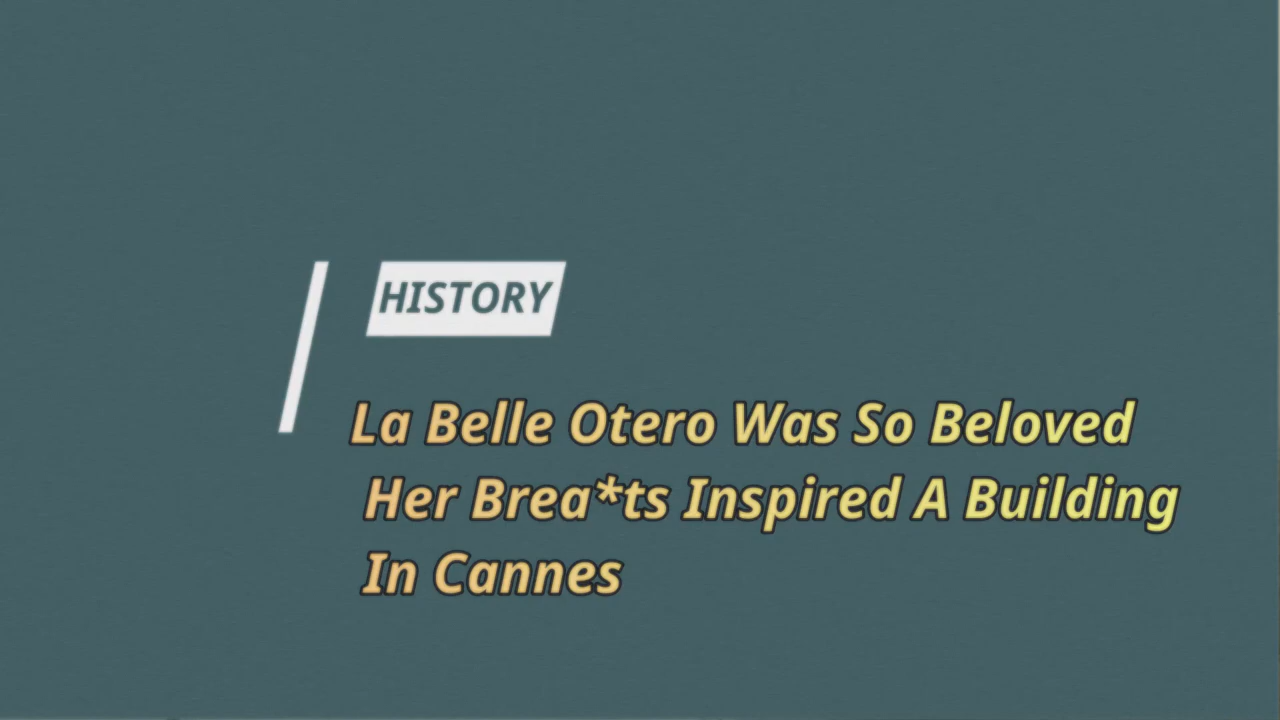 HISTORY
La Belle Otero Was So Beloved
Her Brea*ts Inspired A Building
In Cannes